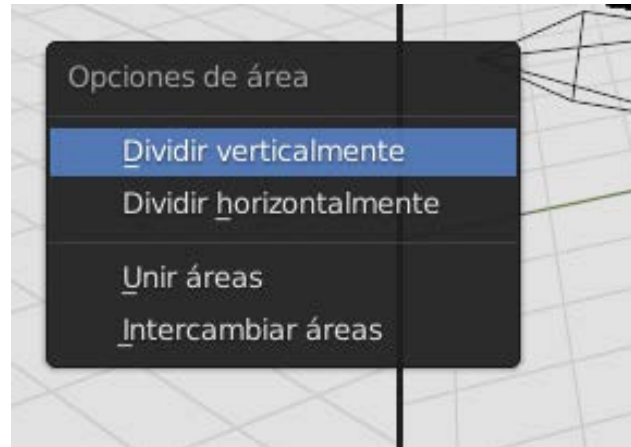 Opciones de área
Dividir verticalmente
Dividir horizontalmente
Unir áreas
Intercambiar áreas